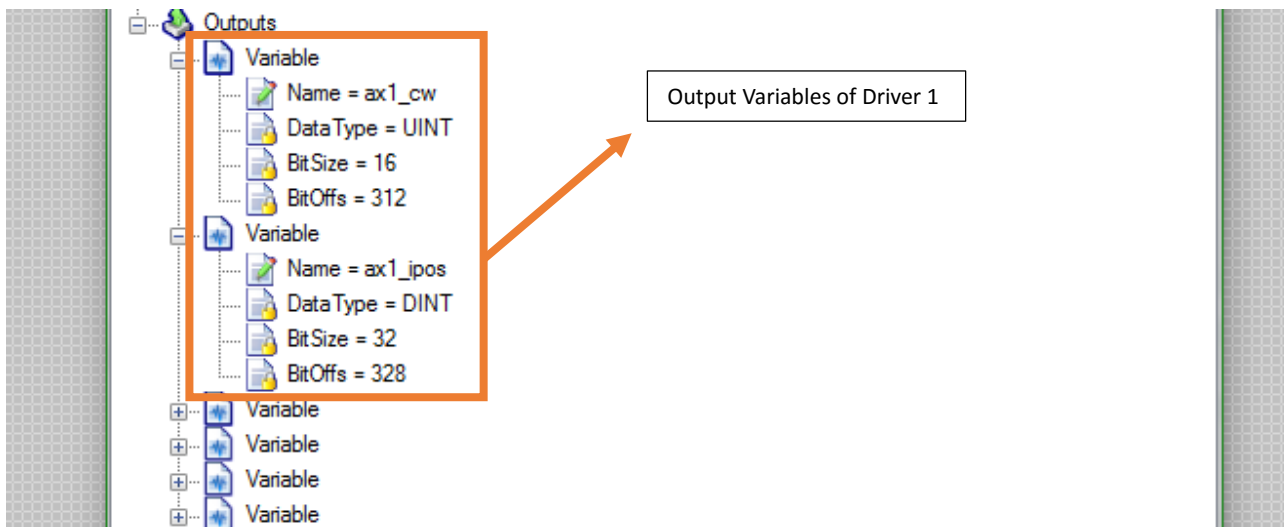 Outputs
Variable
Name = ax1_cw
DataType = UINT
BitSize = 16
BitOffs = 312
Variable
Name = ax1_ipos
DataType = DINT
BitSize = 32
BitOffs = 328
Variable
Variable
Variable
Variable
Output Variables of Driver 1